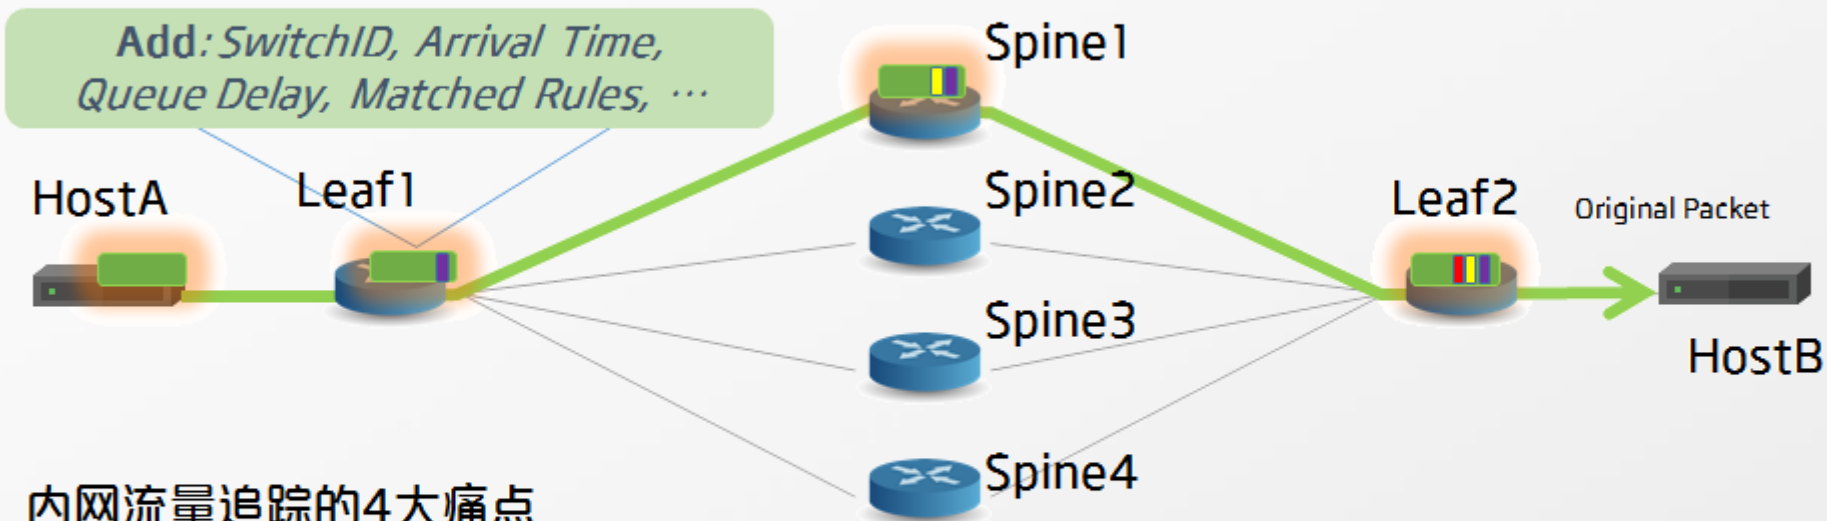 Add: SwitchID, Arrival Time,
Queue Delay, Matched Rules, …
Spine1
HostA
Leaf1
Spine2
Leaf2
Original Packet
Spine3
HostB
Spine4
内网流量追踪的4大痛点